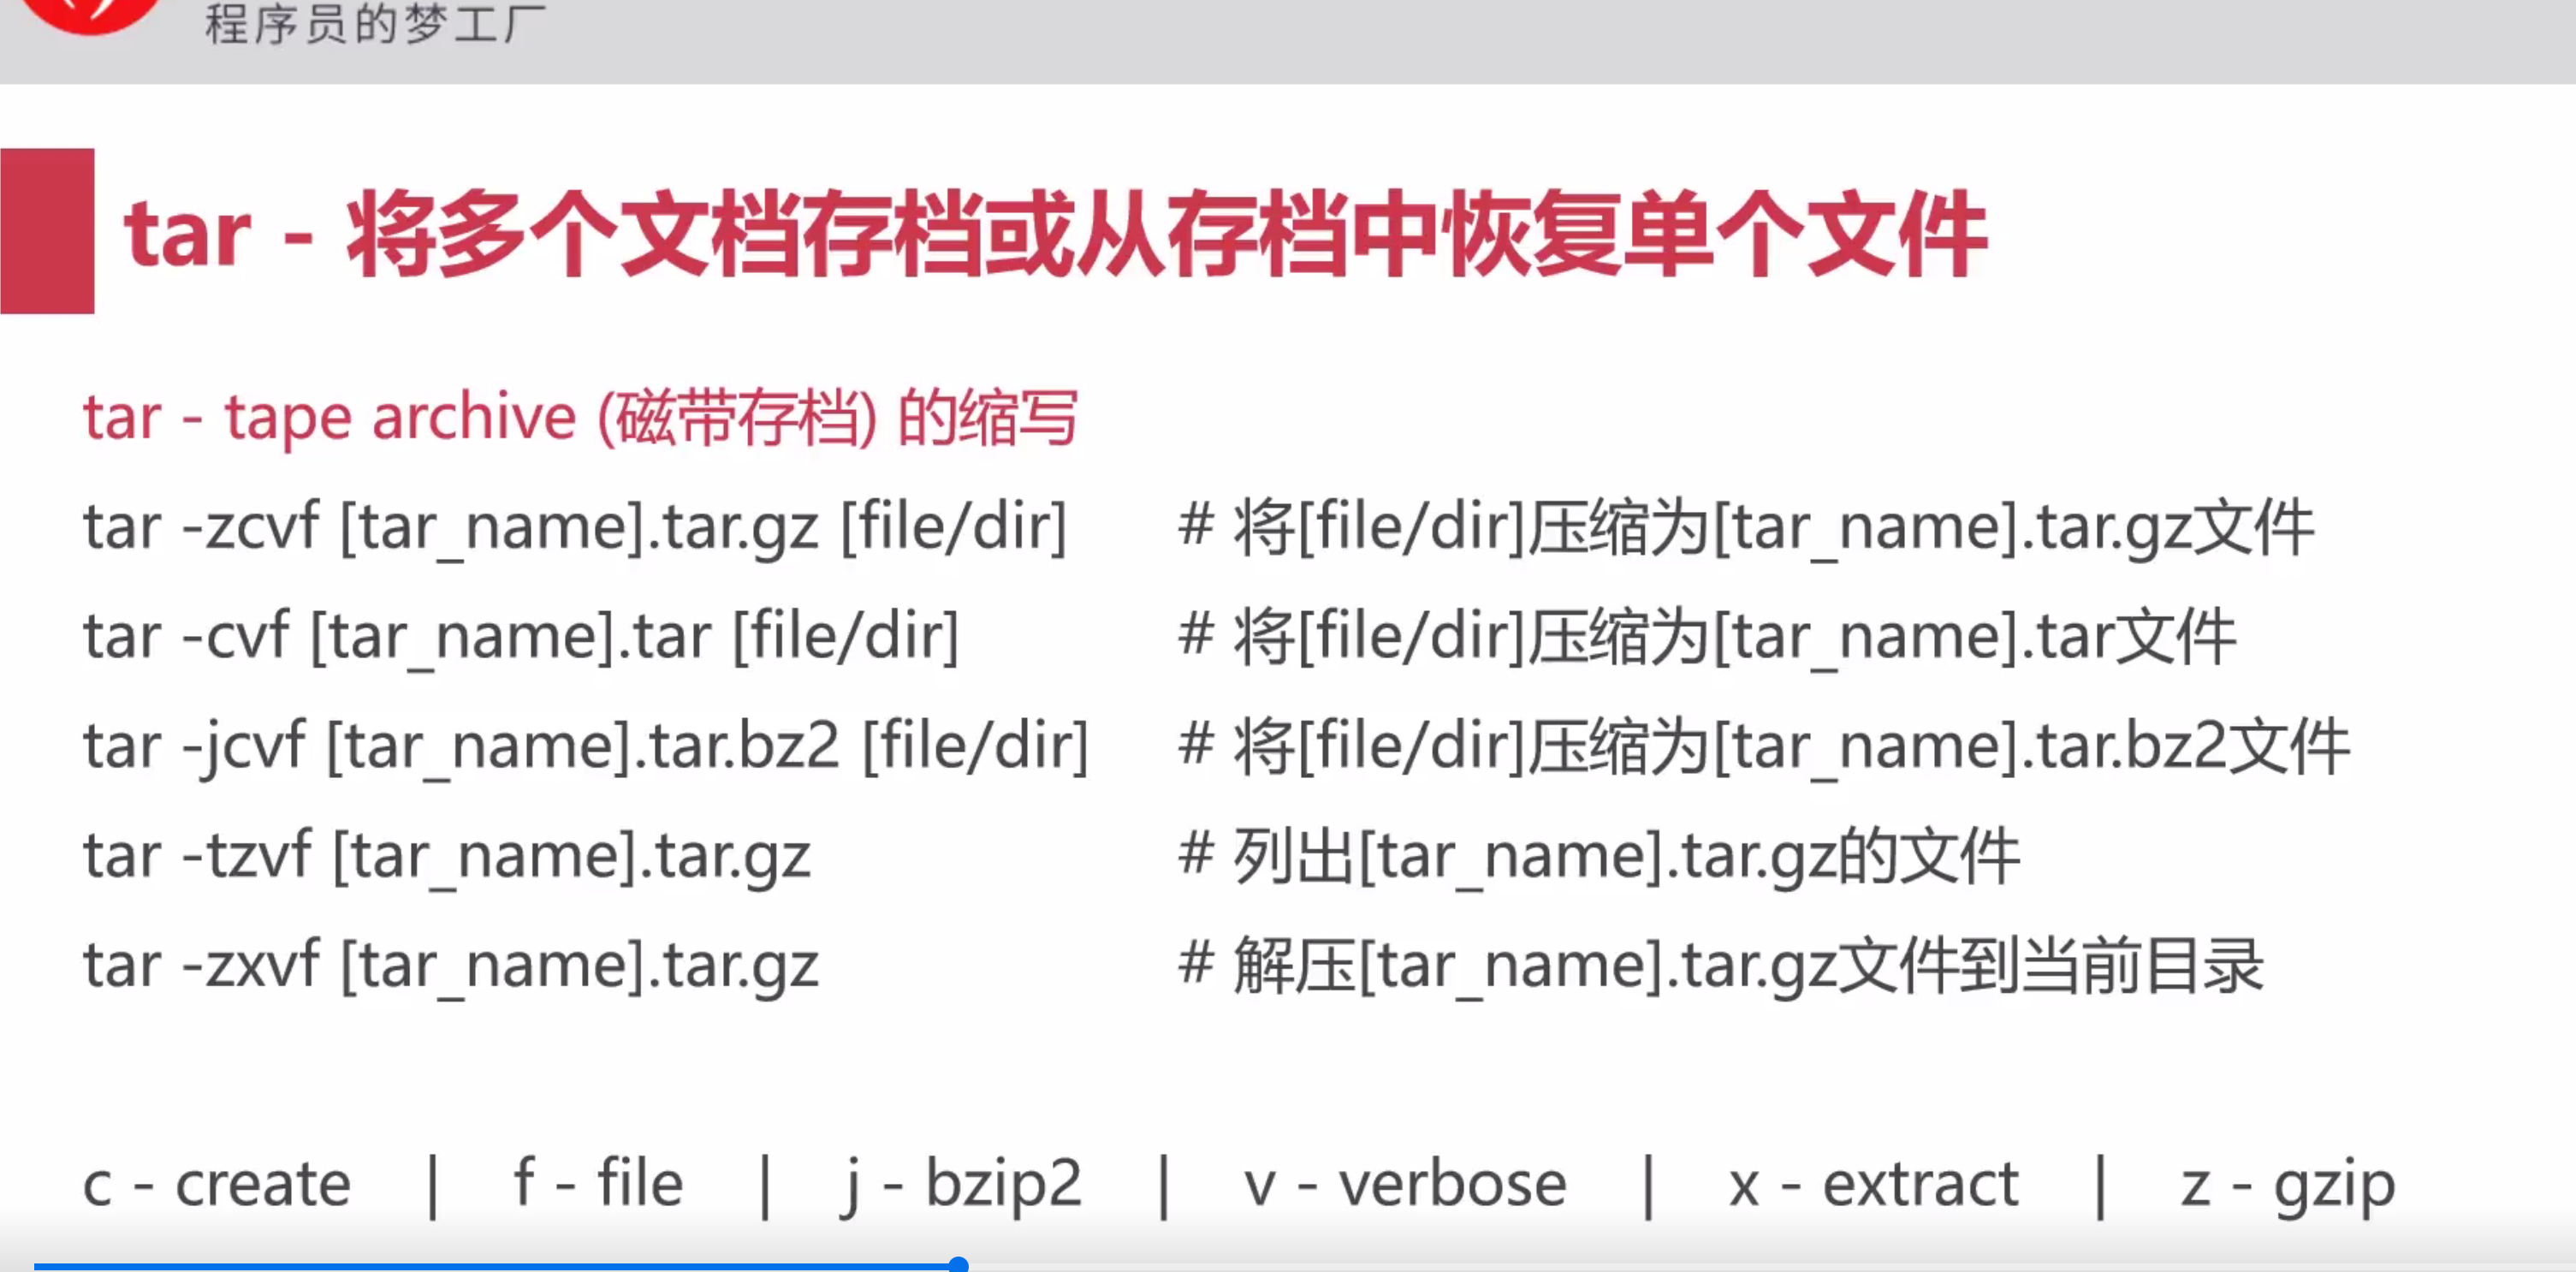 程序员的梦工厂
tar - 将多个文档存档或从存档中恢复单个文件
tar - tape archive (磁带存档) 的缩写
tar -zcvf [tar_name].tar.gz [file/dir] # 将[file/dir]压缩为[tar_name].tar.gz文件
tar -cvf [tar_name].tar [file/dir] # 将[file/dir]压缩为[tar_name].tar文件
tar -jcvf [tar_name].tar.bz2 [file/dir] # 将[file/dir]压缩为[tar_name].tar.bz2文件
tar -tzvf [tar_name].tar.gz # 列出[tar_name].tar.gz的文件
tar -zxvf [tar_name].tar.gz # 解压[tar_name].tar.gz文件到当前目录
c - create | f - file | j - bzip2 | v - verbose | x - extract | z - gzip